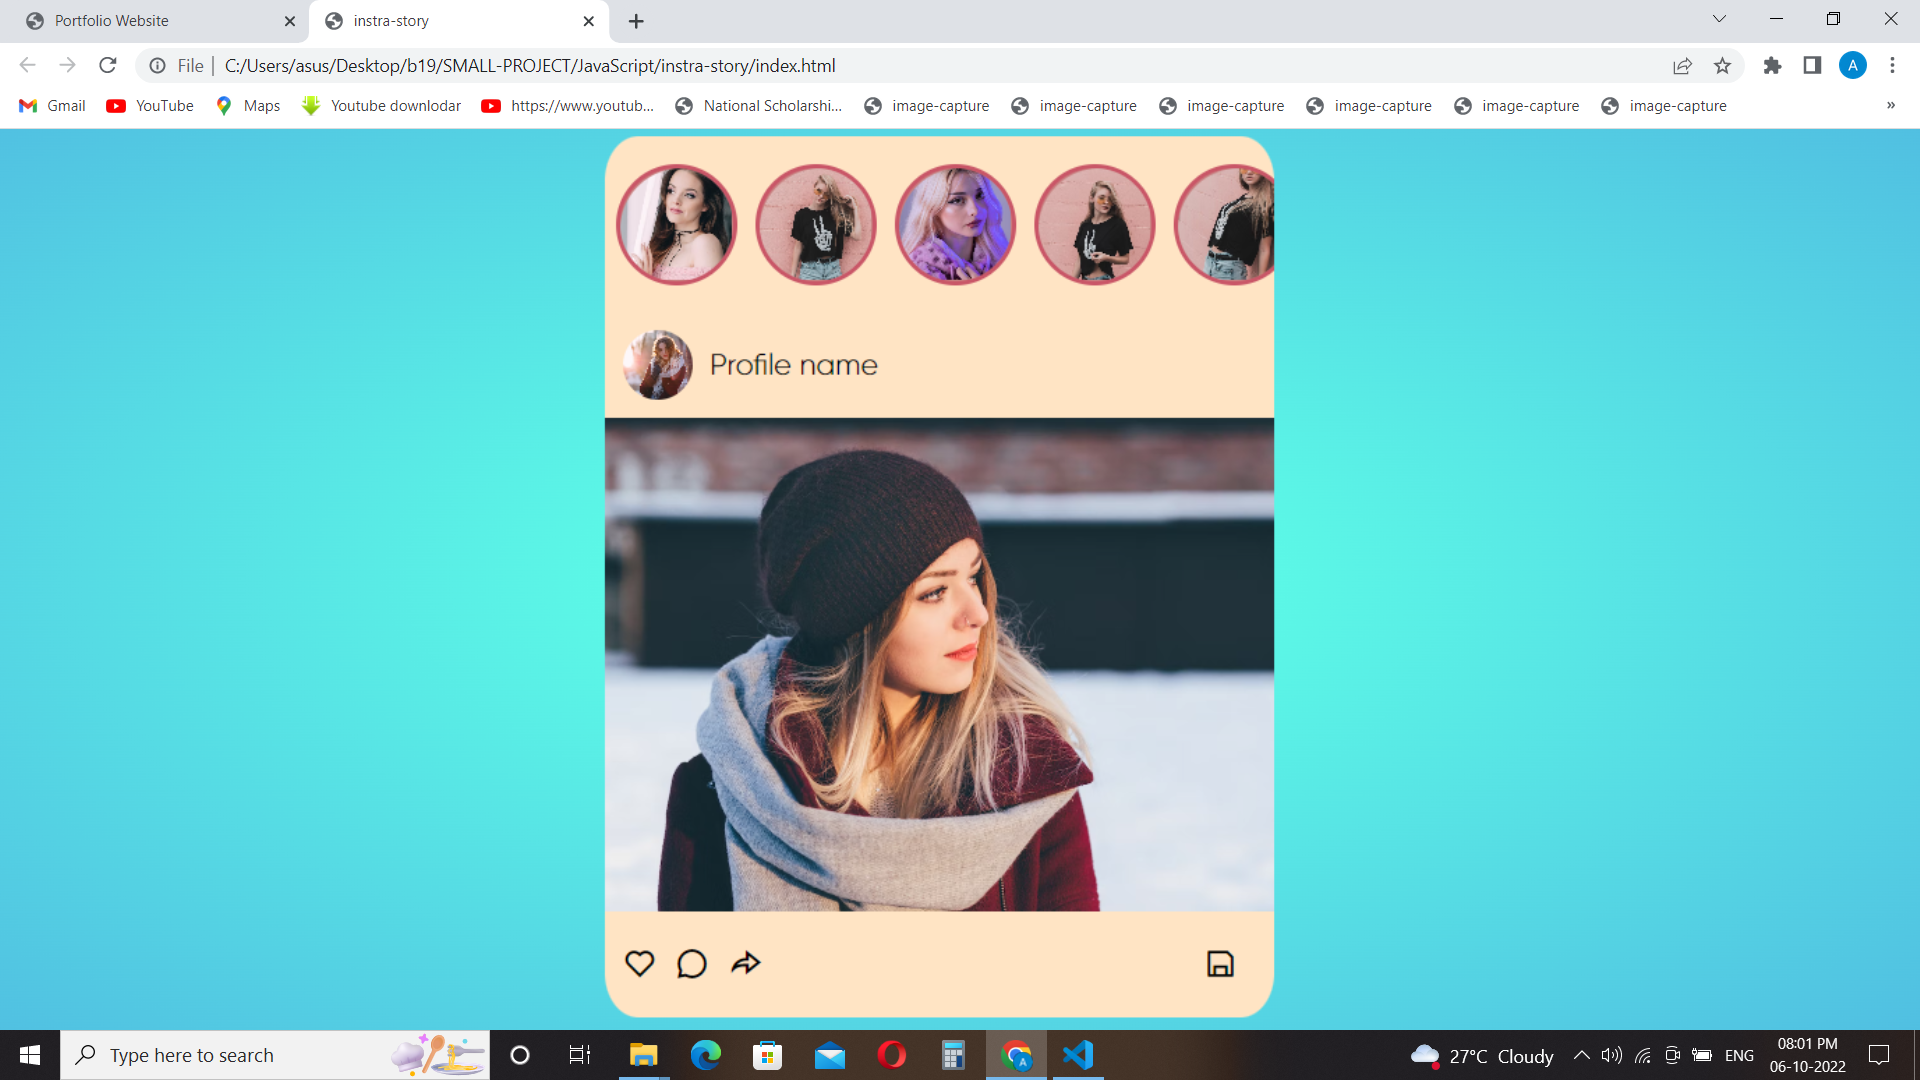 Portfolio Website
instra-story
File | C:/Users/asus/Desktop/b19/SMALL-PROJECT/JavaScript/instra-story/index.html
A
Gmail YouTube Maps Youtube downlodar https://www.youtub... National Scholarshi... image-capture image-capture image-capture image-capture image-capture image-capture »
Profile name
Type here to search
27°C Cloudy
ENG
08:01 PM
06-10-2022